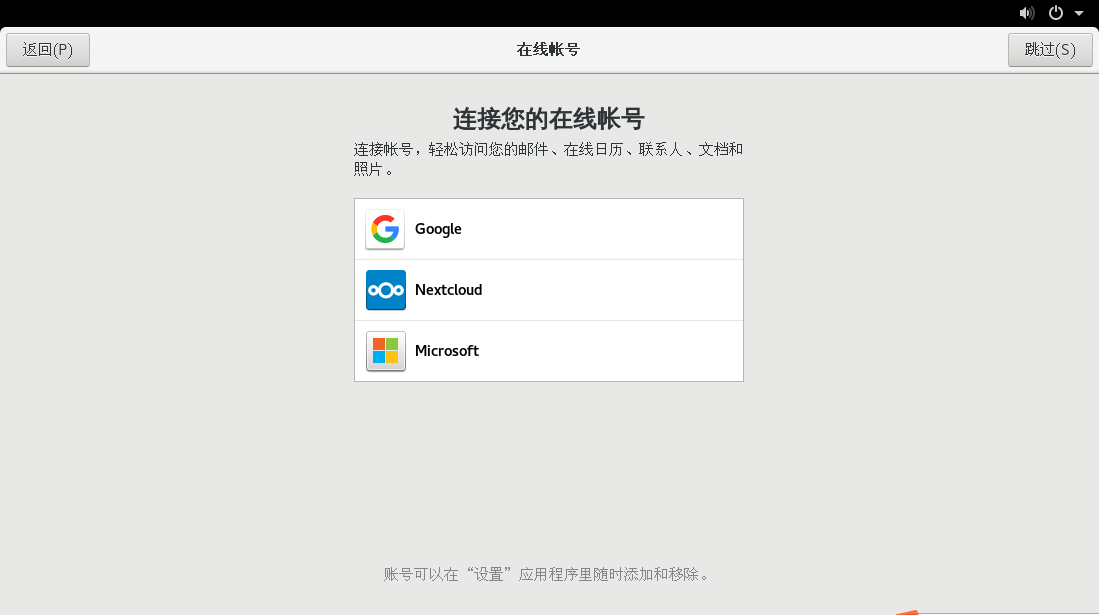 返回(P)
在线帐号
跳过(S)
连接您的在线帐号
连接帐号，轻松访问您的邮件、在线日历、联系人、文档和
照片。
Google
Nextcloud
Microsoft
账号可以在“设置”应用程序里随时添加和移除。